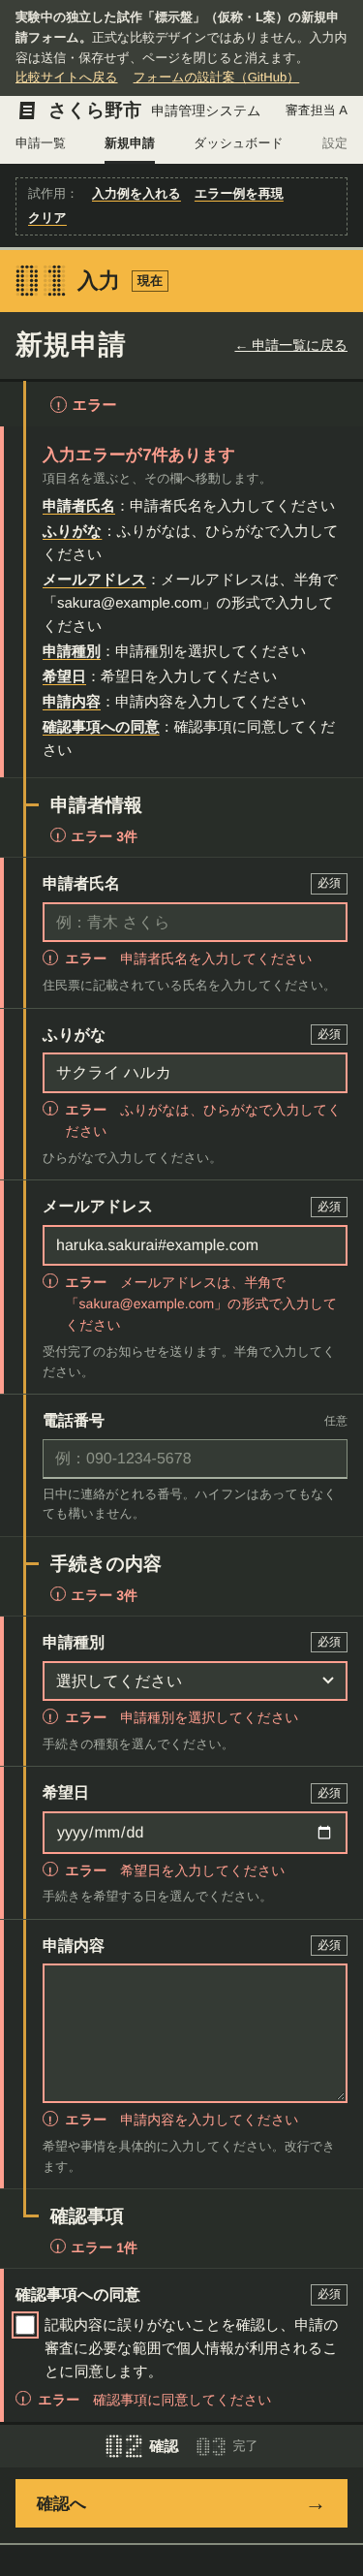 実験中の独立した試作「標示盤」（仮称・L案）の新規申
請フォーム。正式な比較デザインではありません。入力内
容は送信・保存せず、ページを閉じると消えます。
比較サイトへ戻る　フォームの設計案（GitHub）
さくら野市 申請管理システム 審査担当 A
申請一覧 新規申請 ダッシュボード 設定
試作用： 入力例を入れる エラー例を再現
クリア
01 入力 現在
新規申請 ← 申請一覧に戻る
! エラー
入力エラーが7件あります
項目名を選ぶと、その欄へ移動します。
申請者氏名：申請者氏名を入力してください
ふりがな：ふりがなは、ひらがなで入力して
ください
メールアドレス：メールアドレスは、半角で
「sakura@example.com」の形式で入力して
ください
申請種別：申請種別を選択してください
希望日：希望日を入力してください
申請内容：申請内容を入力してください
確認事項への同意：確認事項に同意してくだ
さい
申請者情報
! エラー 3件
申請者氏名 必須
例：青木 さくら
! エラー　申請者氏名を入力してください
住民票に記載されている氏名を入力してください。
ふりがな 必須
サクライ ハルカ
! エラー　ふりがなは、ひらがなで入力してく
ださい
ひらがなで入力してください。
メールアドレス 必須
haruka.sakurai#example.com
! エラー　メールアドレスは、半角で
「sakura@example.com」の形式で入力して
ください
受付完了のお知らせを送ります。半角で入力してく
ださい。
電話番号 任意
例：090-1234-5678
日中に連絡がとれる番号。ハイフンはあってもなく
ても構いません。
手続きの内容
! エラー 3件
申請種別 必須
選択してください
! エラー　申請種別を選択してください
手続きの種類を選んでください。
希望日 必須
yyyy/mm/dd
! エラー　希望日を入力してください
手続きを希望する日を選んでください。
申請内容 必須
! エラー　申請内容を入力してください
希望や事情を具体的に入力してください。改行でき
ます。
確認事項
! エラー 1件
確認事項への同意 必須
記載内容に誤りがないことを確認し、申請の
審査に必要な範囲で個人情報が利用されるこ
とに同意します。
! エラー　確認事項に同意してください
02 確認 03 完了
確認へ →